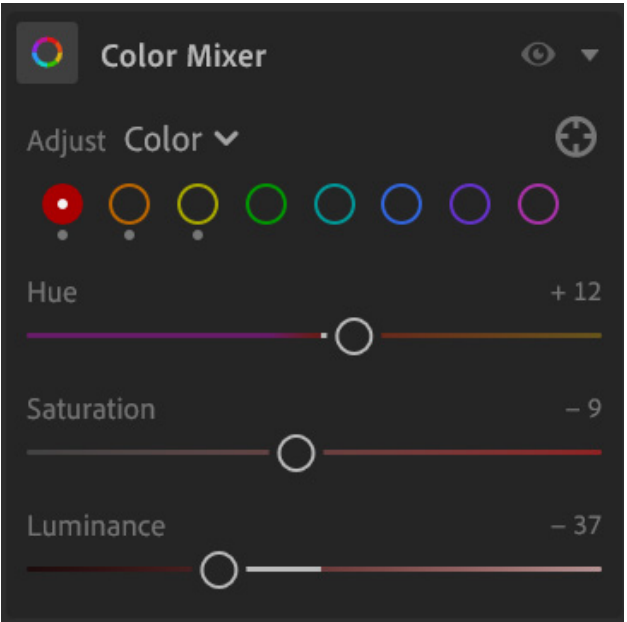 Color Mixer
Adjust Color
Hue + 12
Saturation – 9
Luminance – 37